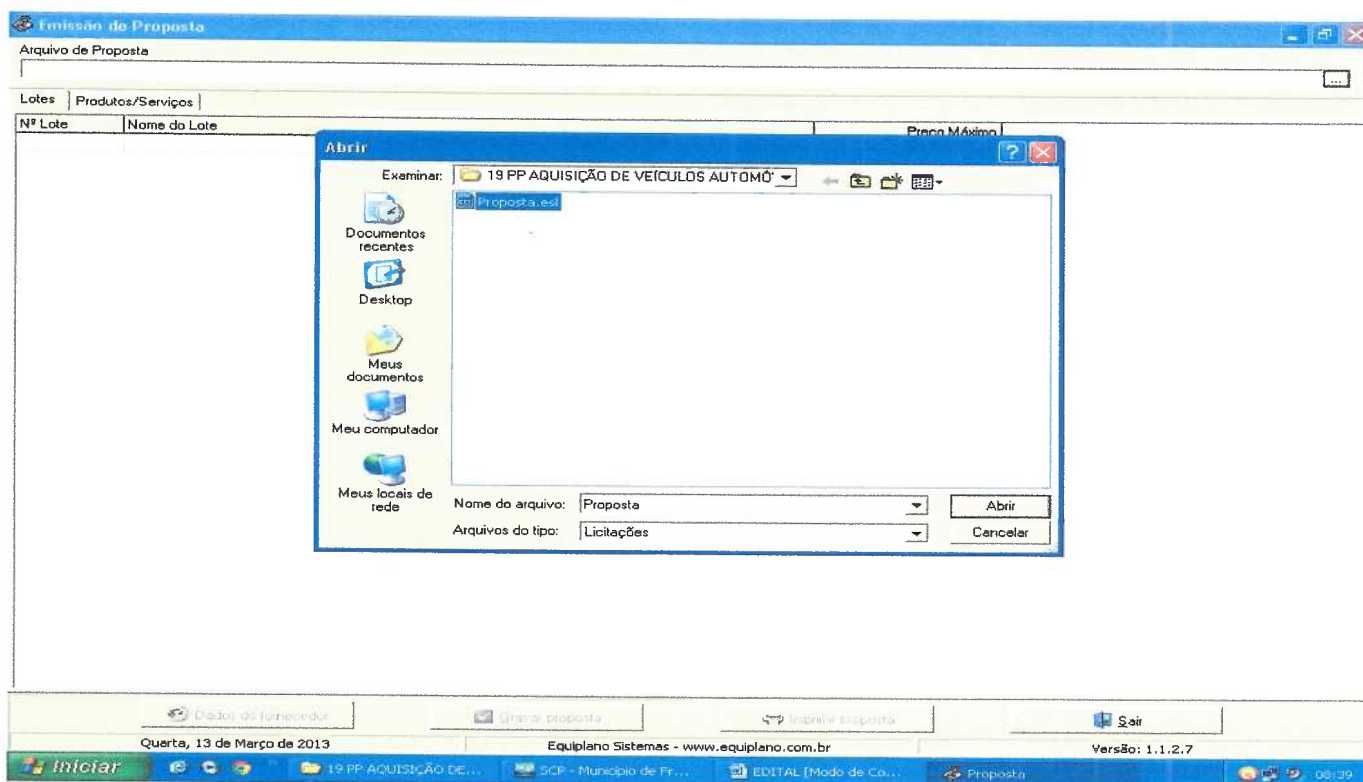 Emissão de Proposta
Arquivo de Proposta
...
Lotes Produtos/Serviços
Nº Lote Nome do Lote Preço Máximo
Abrir
Examinar: 19 PP AQUISIÇÃO DE VEÍCULOS AUTOMÓ
Proposta.esl
Documentos
recentes
Desktop
Meus
documentos
Meu computador
Meus locais de
rede
Nome do arquivo: Proposta Abrir
Arquivos do tipo: Licitações Cancelar
Dados do fornecedor Gravar proposta Imprimir proposta Sair
Quarta, 13 de Março de 2013 Equiplano Sistemas - www.equiplano.com.br Versão: 1.1.2.7
Iniciar 19 PP AQUISIÇÃO DE... SCP - Município de Fr... EDITAL [Modo de Co... Proposta